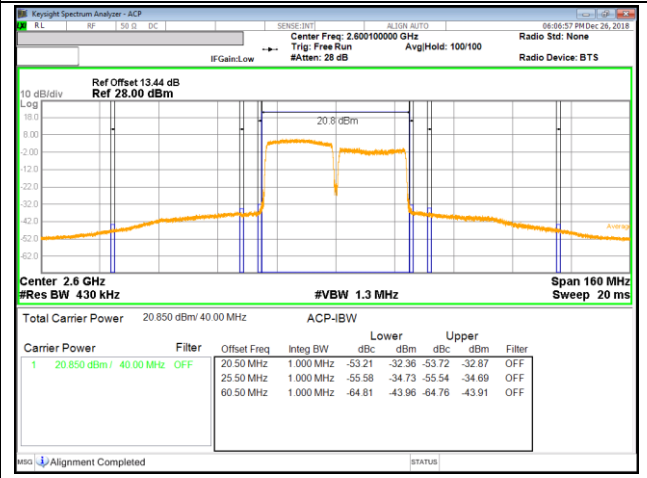 Keysight Spectrum Analyzer - ACP
RL RF 50 Ω DC SENSE:INT ALIGN AUTO 06:06:57 PM Dec 26, 2018
Center Freq: 2.600100000 GHz Radio Std: None
Trig: Free Run Avg|Hold: 100/100
IFGain:Low #Atten: 28 dB Radio Device: BTS
Ref Offset 13.44 dB
10 dB/div Ref 28.00 dBm
Log
18.0
20.8 dBm
8.00
-2.00
-12.0
-22.0
-32.0
-42.0
Average
-52.0
-62.0
Center 2.6 GHz Span 160 MHz
#Res BW 430 kHz #VBW 1.3 MHz Sweep 20 ms
Total Carrier Power 20.850 dBm/ 40.00 MHz ACP-IBW
Lower Upper
Carrier Power Filter Offset Freq Integ BW dBc dBm dBc dBm Filter
1 20.850 dBm / 40.00 MHz OFF 20.50 MHz 1.000 MHz -53.21 -32.36 -53.72 -32.87 OFF
25.50 MHz 1.000 MHz -55.58 -34.73 -55.54 -34.69 OFF
60.50 MHz 1.000 MHz -64.81 -43.96 -64.76 -43.91 OFF
MSG Alignment Completed STATUS